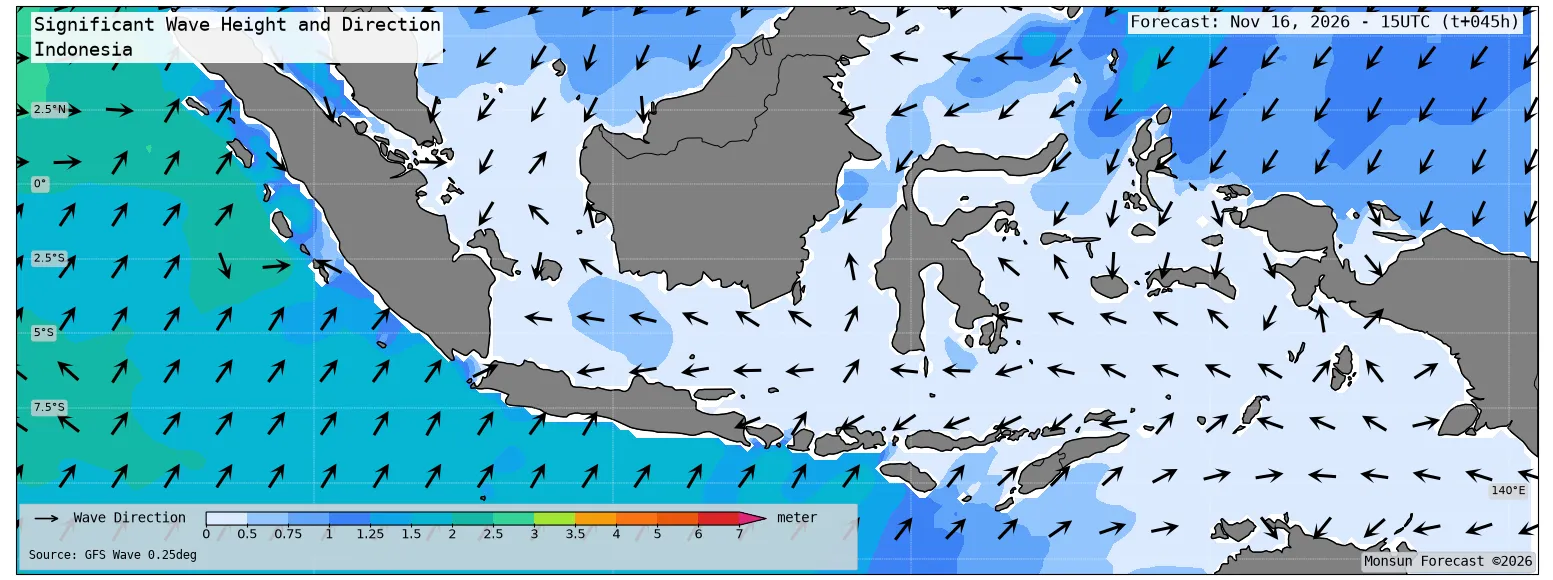 Significant Wave Height and Direction
Indonesia
Forecast: Nov 16, 2026 - 15UTC (t+045h)
2.5°N
0°
2.5°S
5°S
7.5°S
140°E
Wave Direction
0 0.5 0.75 1 1.25 1.5 2 2.5 3 3.5 4 5 6 7
meter
Source: GFS Wave 0.25deg
Monsun Forecast ©2026